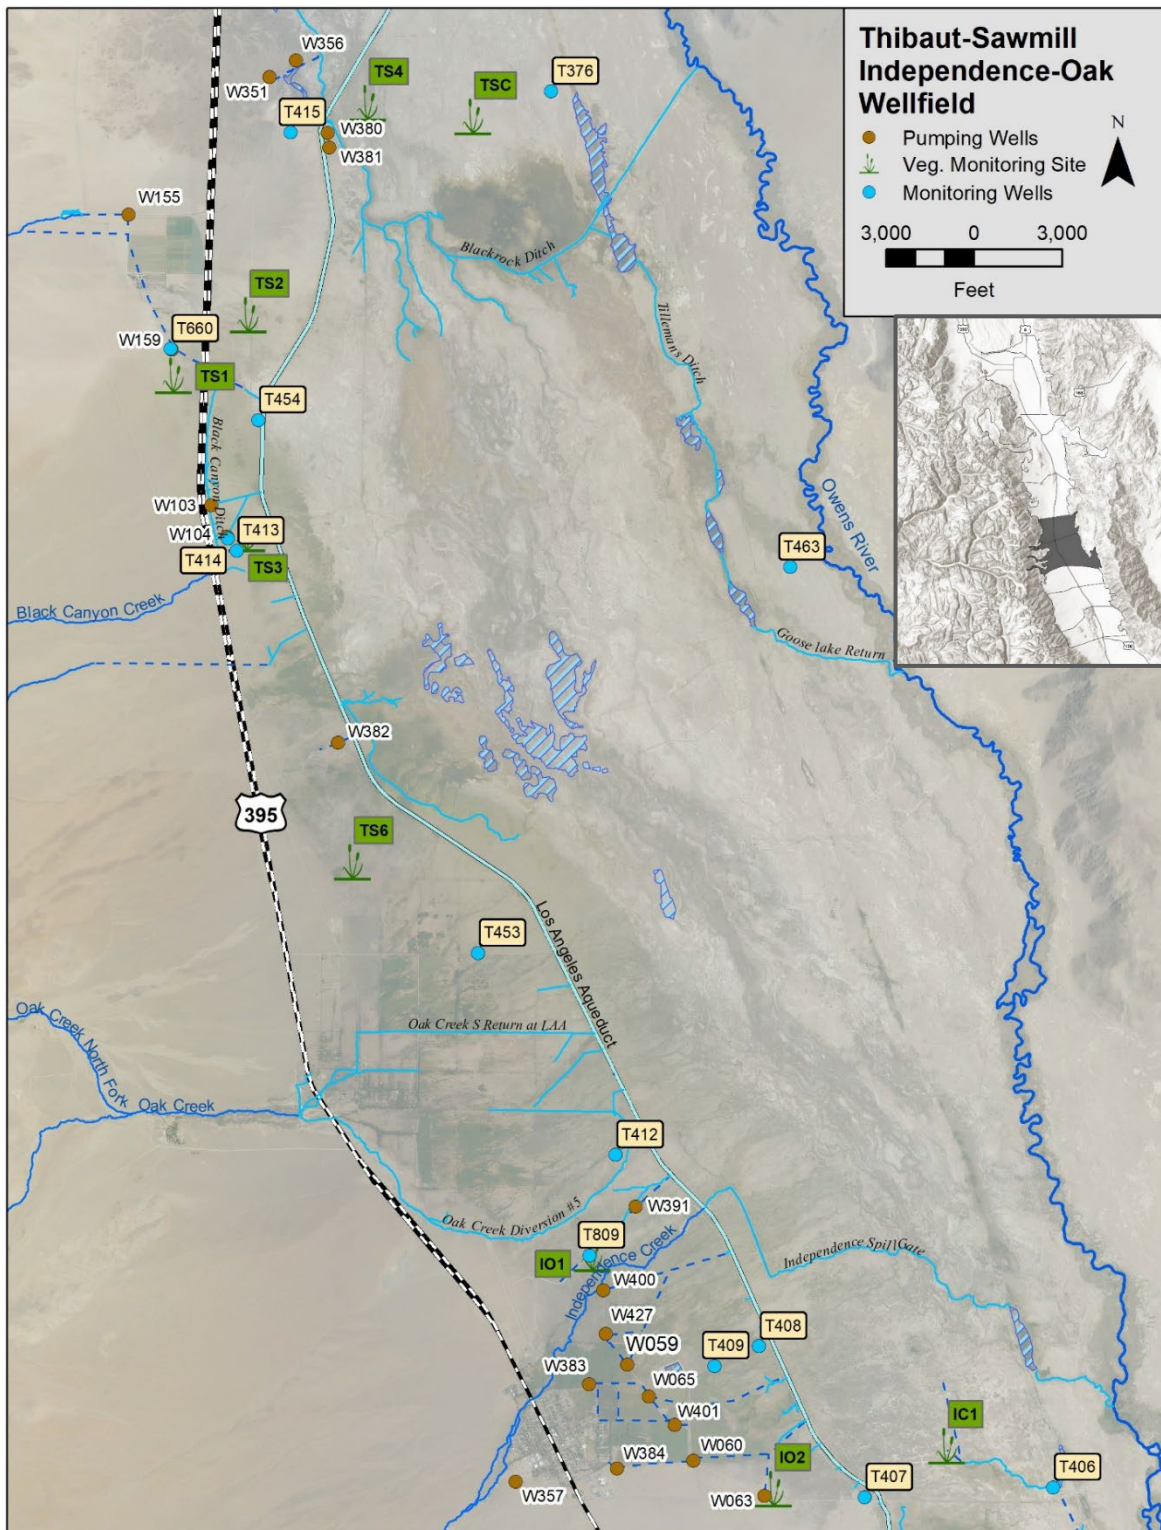 Thibaut-Sawmill
Independence-Oak
Wellfield
Pumping Wells
Veg. Monitoring Site
Monitoring Wells
N
3,000
0
3,000
Feet
W356
W351
TS4
TSC
T376
T415
W380
W381
W155
Blackrock Ditch
TS2
T660
W159
TS1
Tillemans Ditch
T454
Black Canyon Ditch
W103
W104
T413
T414
TS3
T463
Owens River
Black Canyon Creek
Goose lake Return
W382
395
TS6
T453
Los Angeles Aqueduct
Oak Creek S Return at LAA
Oak Creek North Fork
Oak Creek
T412
W391
Oak Creek Diversion #5
T809
IO1
Independence Creek
Independence Spill Gate
W400
W427
W059
T408
T409
W383
W065
W401
IC1
W060
W384
IO2
T406
T407
W357
W063